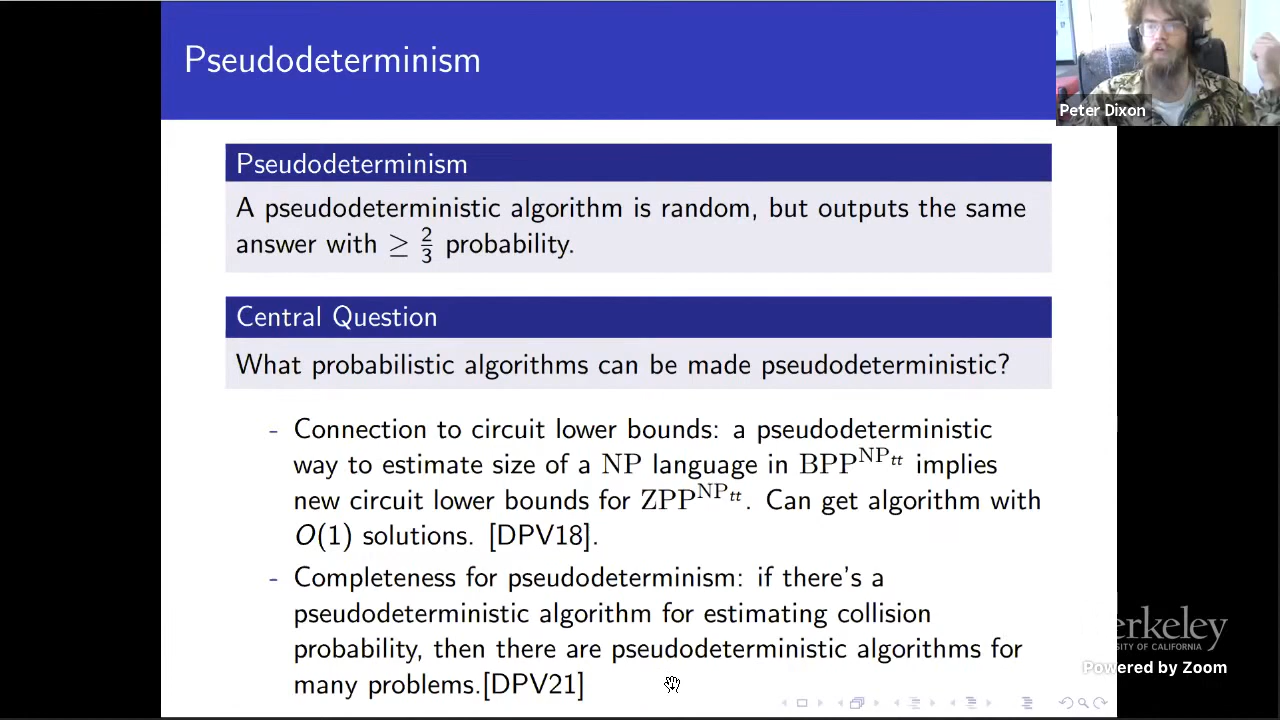 Pseudodeterminism
Peter Dixon
Pseudodeterminism
A pseudodeterministic algorithm is random, but outputs the same
answer with ≥ 2/3 probability.
Central Question
What probabilistic algorithms can be made pseudodeterministic?
- Connection to circuit lower bounds: a pseudodeterministic
way to estimate size of a NP language in BPP^NP_tt implies
new circuit lower bounds for ZPP^NP_tt. Can get algorithm with
O(1) solutions. [DPV18].
- Completeness for pseudodeterminism: if there's a
pseudodeterministic algorithm for estimating collision
probability, then there are pseudodeterministic algorithms for
many problems.[DPV21]
erkeley
SITY OF CALIFORNIA
Powered by Zoom